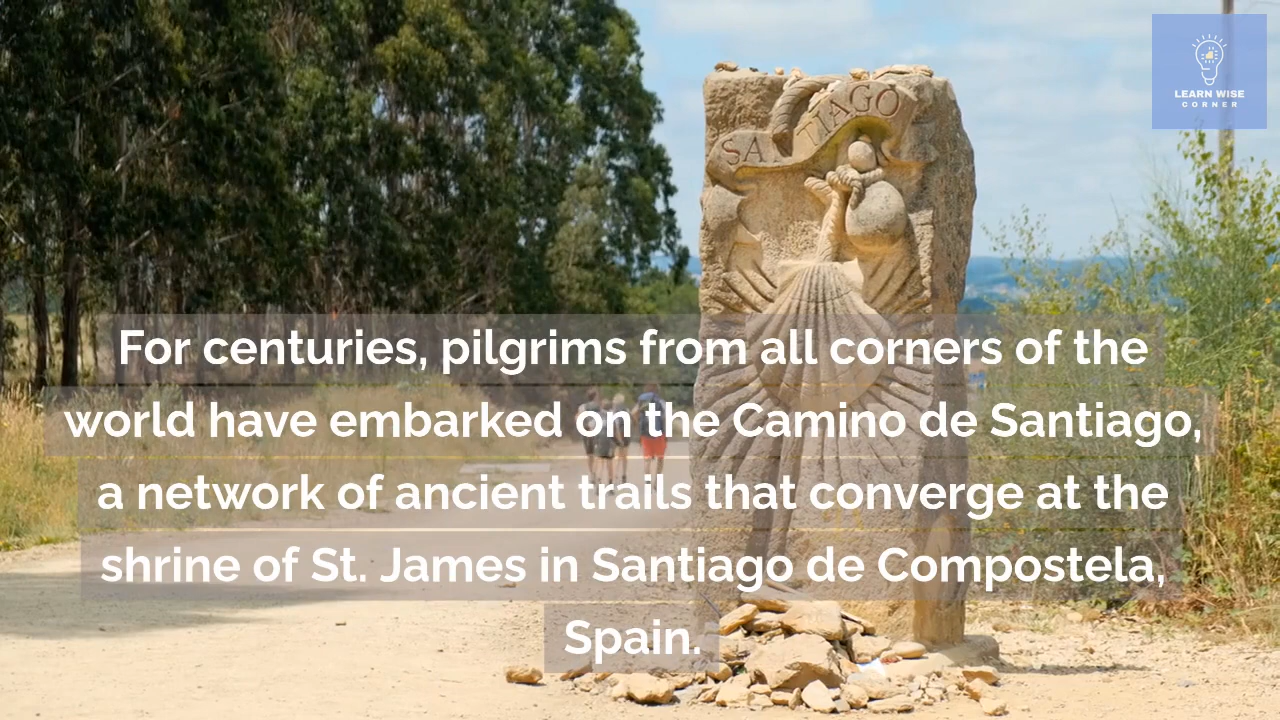 LEARN WISE
CORNER
SANTIAGO
For centuries, pilgrims from all corners of the
world have embarked on the Camino de Santiago,
a network of ancient trails that converge at the
shrine of St. James in Santiago de Compostela,
Spain.